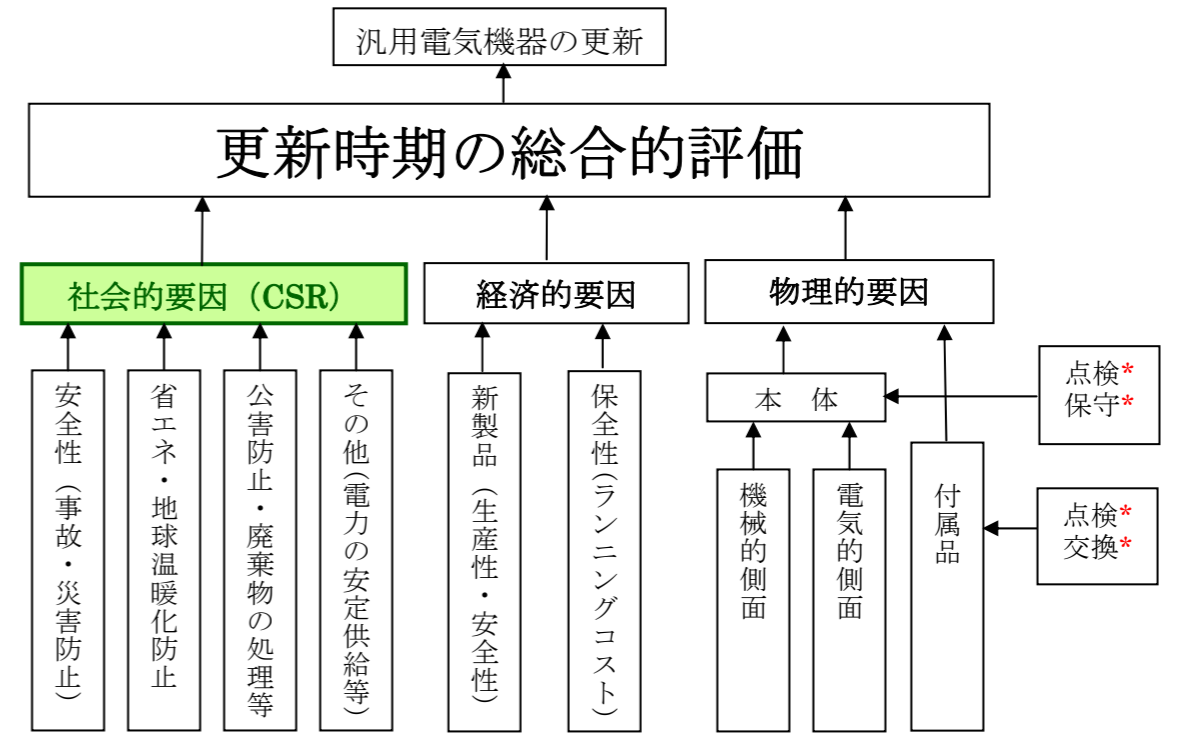 汎用電気機器の更新
更新時期の総合的評価
社会的要因（CSR）
経済的要因
物理的要因
安全性（事故・災害防止）
省エネ・地球温暖化防止
公害防止・廃棄物の処理等
その他（電力の安定供給等）
新製品（生産性・安全性）
保全性（ランニングコスト）
本　体
点検*
保守*
機械的側面
電気的側面
付属品
点検*
交換*